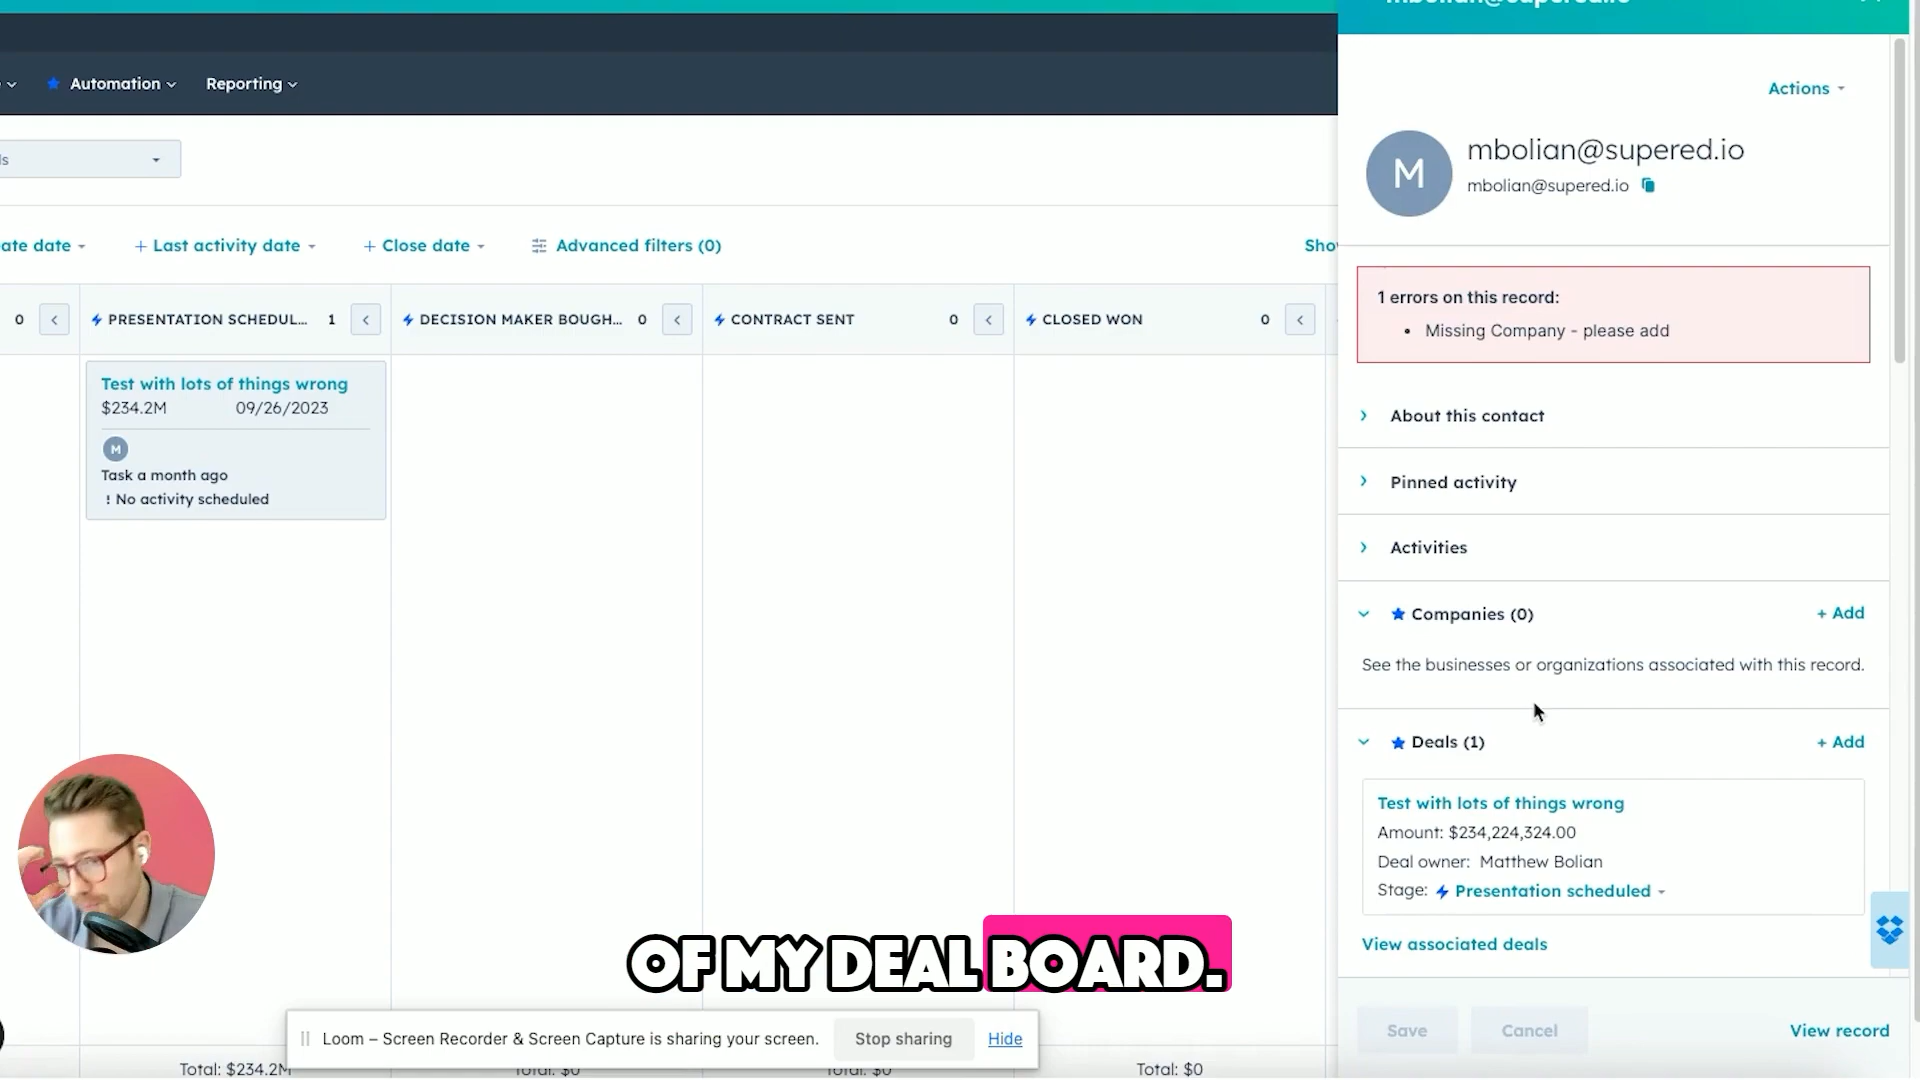 Automation
Reporting
Actions
M
mbolian@supered.io
mbolian@supered.io
ate date
+ Last activity date
+ Close date
Advanced filters (0)
Sho
0
PRESENTATION SCHEDUL... 1
DECISION MAKER BOUGH... 0
CONTRACT SENT 0
CLOSED WON 0
Test with lots of things wrong
$234.2M 09/26/2023
M
Task a month ago
! No activity scheduled
1 errors on this record:
• Missing Company - please add
About this contact
Pinned activity
Activities
Companies (0)
+ Add
See the businesses or organizations associated with this record.
Deals (1)
+ Add
Test with lots of things wrong
Amount: $234,224,324.00
Deal owner: Matthew Bolian
Stage: Presentation scheduled
View associated deals
OF MY DEAL BOARD.
Loom – Screen Recorder & Screen Capture is sharing your screen.
Stop sharing
Hide
Save
Cancel
View record
Total: $234.2M
Total: $0
Total: $0
Total: $0